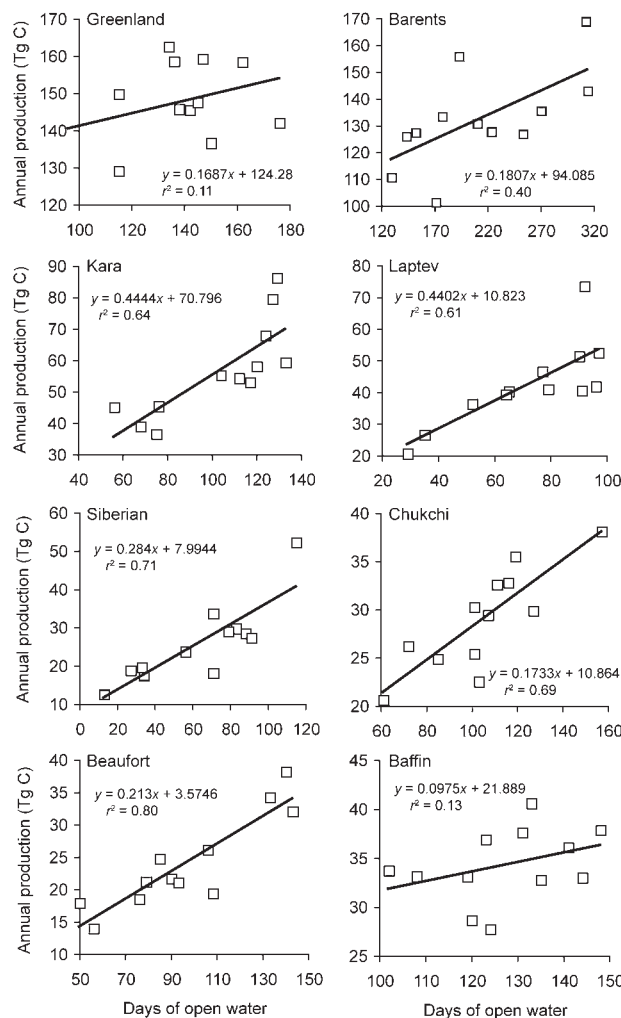 Greenland
Annual production (Tg C)
170
160
150
140
130
120
y = 0.1687x + 124.28
r² = 0.11
100 120 140 160 180
Barents
170
160
150
140
130
120
110
100
y = 0.1807x + 94.085
r² = 0.40
120 170 220 270 320
Kara
Annual production (Tg C)
90
80
70
60
50
40
30
y = 0.4444x + 70.796
r² = 0.64
40 60 80 100 120 140
Laptev
80
70
60
50
40
30
20
y = 0.4402x + 10.823
r² = 0.61
20 40 60 80 100
Siberian
Annual production (Tg C)
60
50
40
30
20
10
y = 0.284x + 7.9944
r² = 0.71
0 20 40 60 80 100 120
Chukchi
40
35
30
25
20
y = 0.1733x + 10.864
r² = 0.69
60 80 100 120 140 160
Beaufort
Annual production (Tg C)
40
35
30
25
20
15
10
y = 0.213x + 3.5746
r² = 0.80
50 70 90 110 130 150
Days of open water
Baffin
45
40
35
30
25
y = 0.0975x + 21.889
r² = 0.13
100 110 120 130 140 150
Days of open water